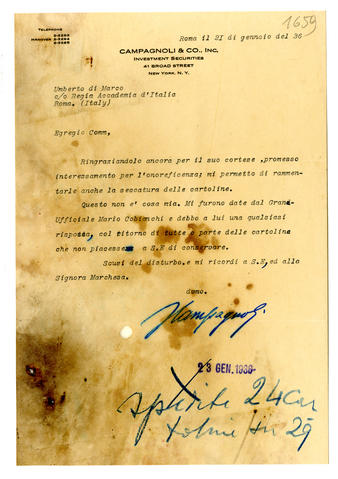 1659
TELEPHONE
HANOVER
Roma il 2I di gennaio del 36
CAMPAGNOLI & CO., INC.
INVESTMENT SECURITIES
41 BROAD STREET
NEW YORK, N. Y.
Umberto di Marco
c/o Regia Accademia d'Italia
Roma. (Italy)
Egregio Comm,
Ringraziandolo ancora per il suo cortese ,promesso
interessamento per l'onoreficenza; mi permetto di rammen-
tarle anche la seccatura delle cartoline.
Questo non e' cosa mia. Mi furono date dal Grand-
Ufficiale Mario Cobianchi e debbo a lui una qualsiasi
risposta, col ritorno di tutte o parte delle cartoline
che non piacessero a S.E di conservare.
Scusi del disturbo.e mi ricordi a S.E,ed alla
Signora Marchesa.
Campagnoli
23 GEN. 1936
24
29